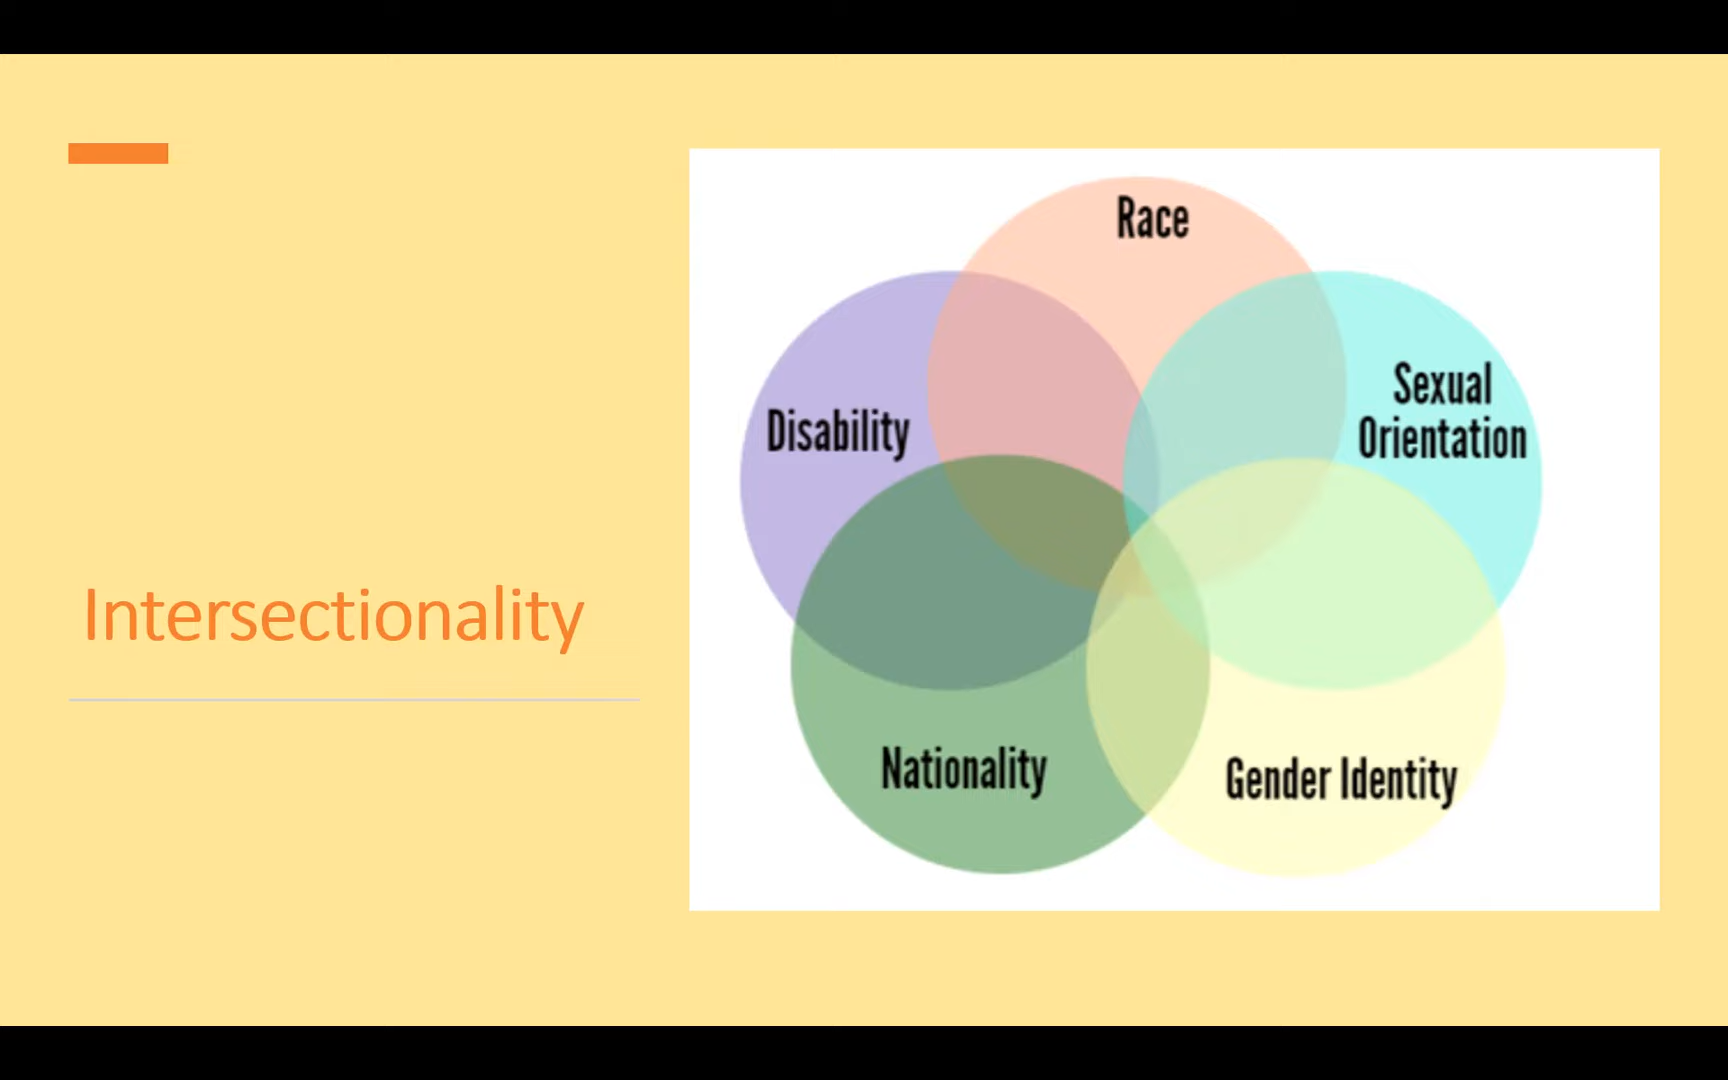 Intersectionality
Race
Sexual
Orientation
Disability
Nationality
Gender Identity